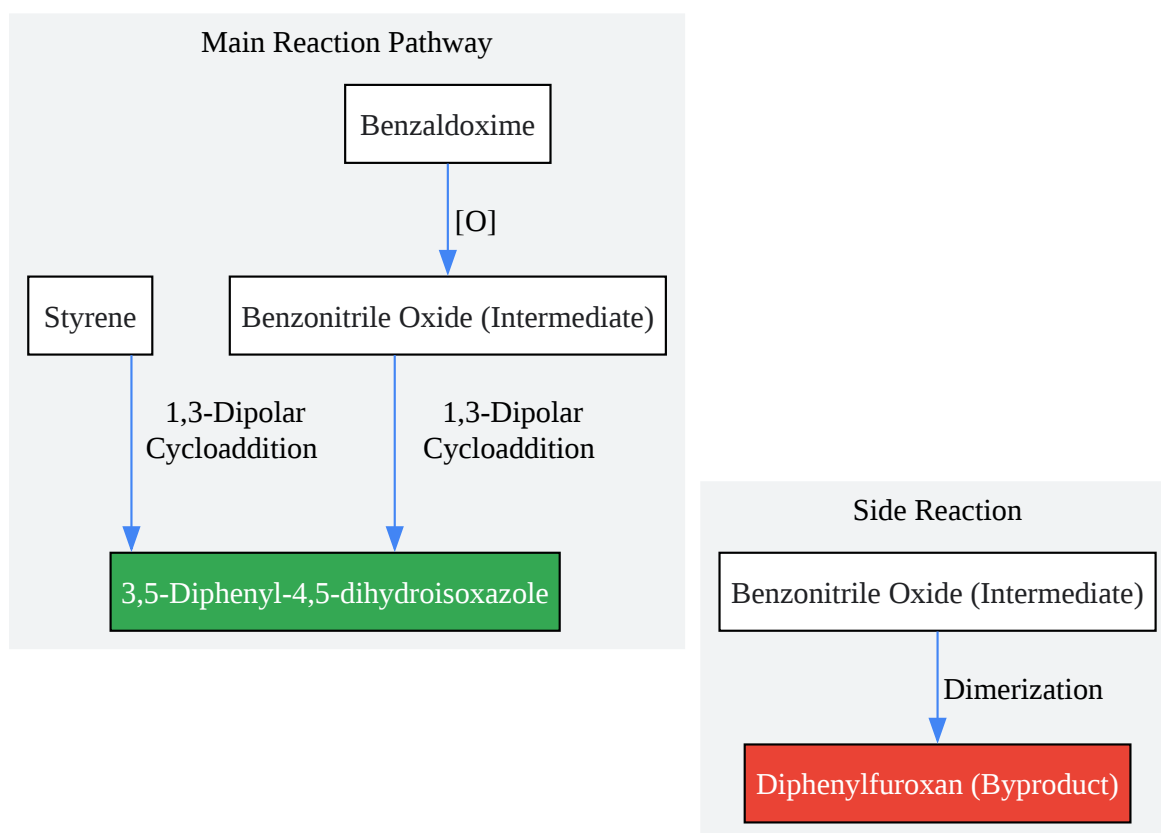 Main Reaction Pathway
Benzaldoxime
[O]
Styrene
Benzonitrile Oxide (Intermediate)
1,3-Dipolar
Cycloaddition
1,3-Dipolar
Cycloaddition
3,5-Diphenyl-4,5-dihydroisoxazole
Side Reaction
Benzonitrile Oxide (Intermediate)
Dimerization
Diphenylfuroxan (Byproduct)